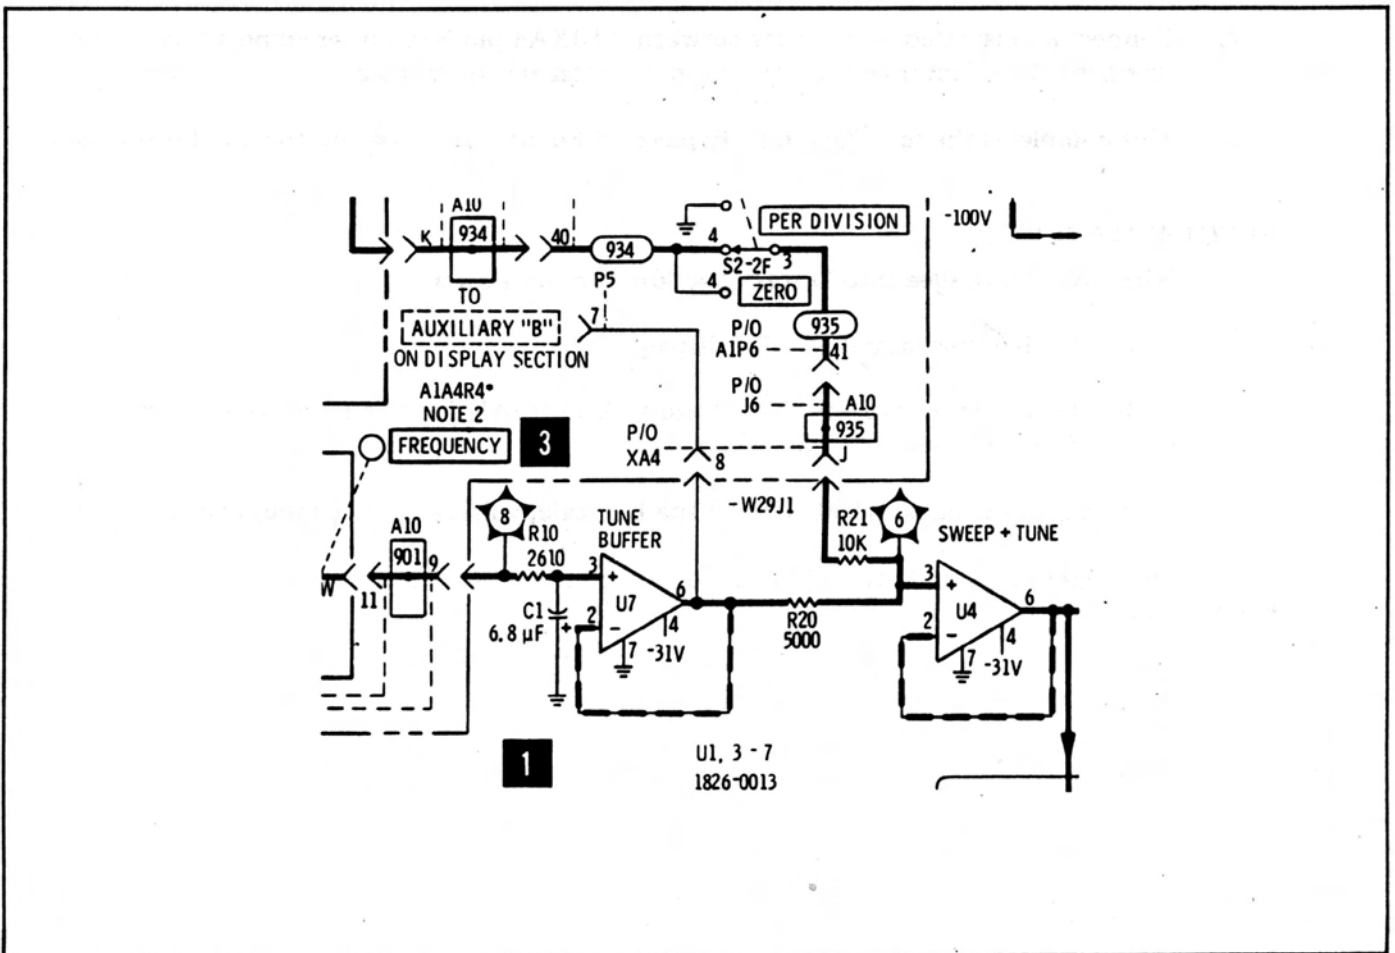 A10
PER DIVISION
-100V
K
934
40
934
4
S2-2F
3
TO
P5
4
ZERO
AUXILIARY "B"
7
P/O
935
ON DISPLAY SECTION
A1P6
41
A1A4R4*
P/O
NOTE 2
J6
A10
FREQUENCY
3
P/O
935
XA4
8
J
-W29J1
8
TUNE
R21
6
A10
R10
BUFFER
10K
SWEEP + TUNE
901
9
2610
3
+
3
+
W
11
U7
6
U4
6
C1
2
-
R20
2
-
6.8 µF
+
4
5000
4
7
-31V
7
-31V
U1, 3 - 7
1
1826-0013